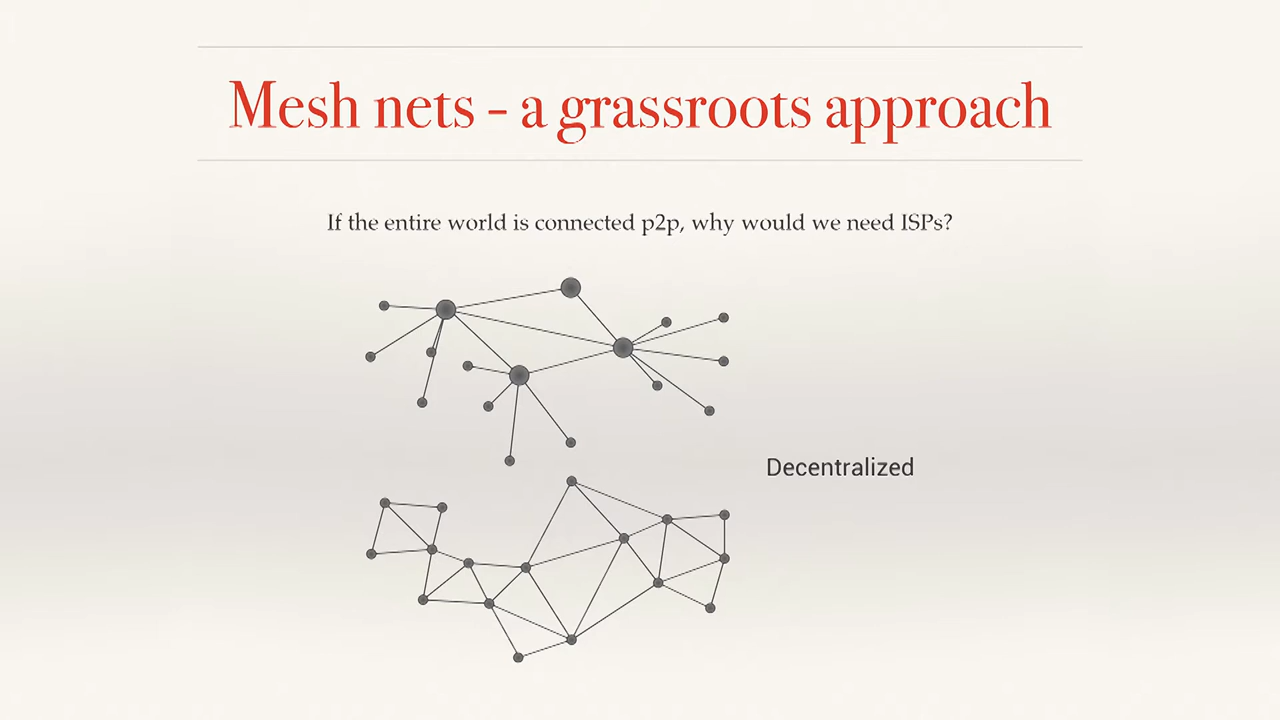 Mesh nets – a grassroots approach
If the entire world is connected p2p, why would we need ISPs?
Decentralized